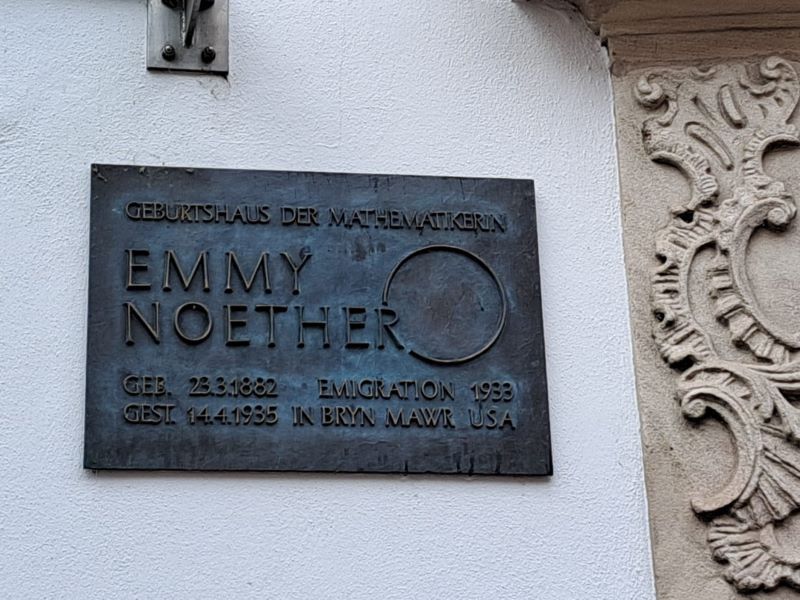 GEBURTSHAUS DER MATHEMATIKERIN
EMMY
NOETHER
GEB. 23.3.1882 EMIGRATION 1933
GEST. 14.4.1935 IN BRYN MAWR USA